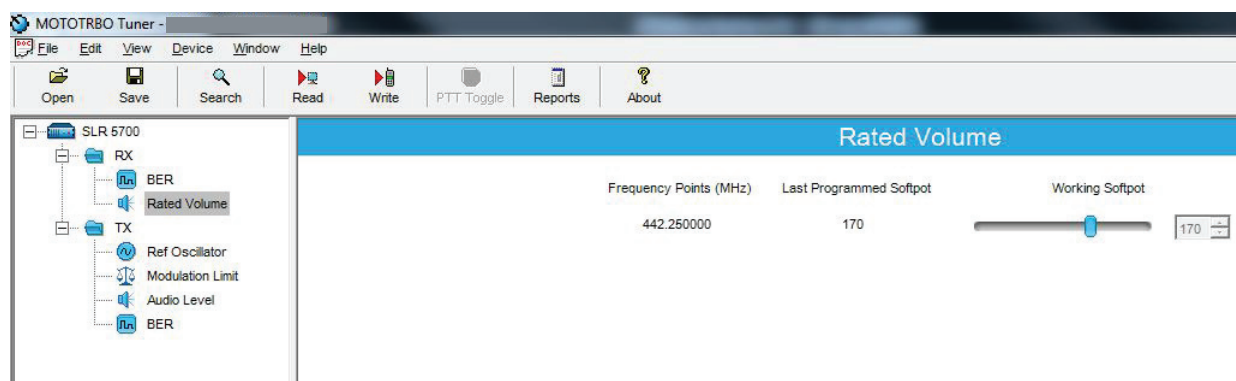 MOTOTRBO Tuner -
File Edit View Device Window Help
Open Save Search Read Write PTT Toggle Reports About
SLR 5700
RX
BER
Rated Volume
TX
Ref Oscillator
Modulation Limit
Audio Level
BER
Rated Volume
Frequency Points (MHz) Last Programmed Softpot Working Softpot
442.250000 170 170